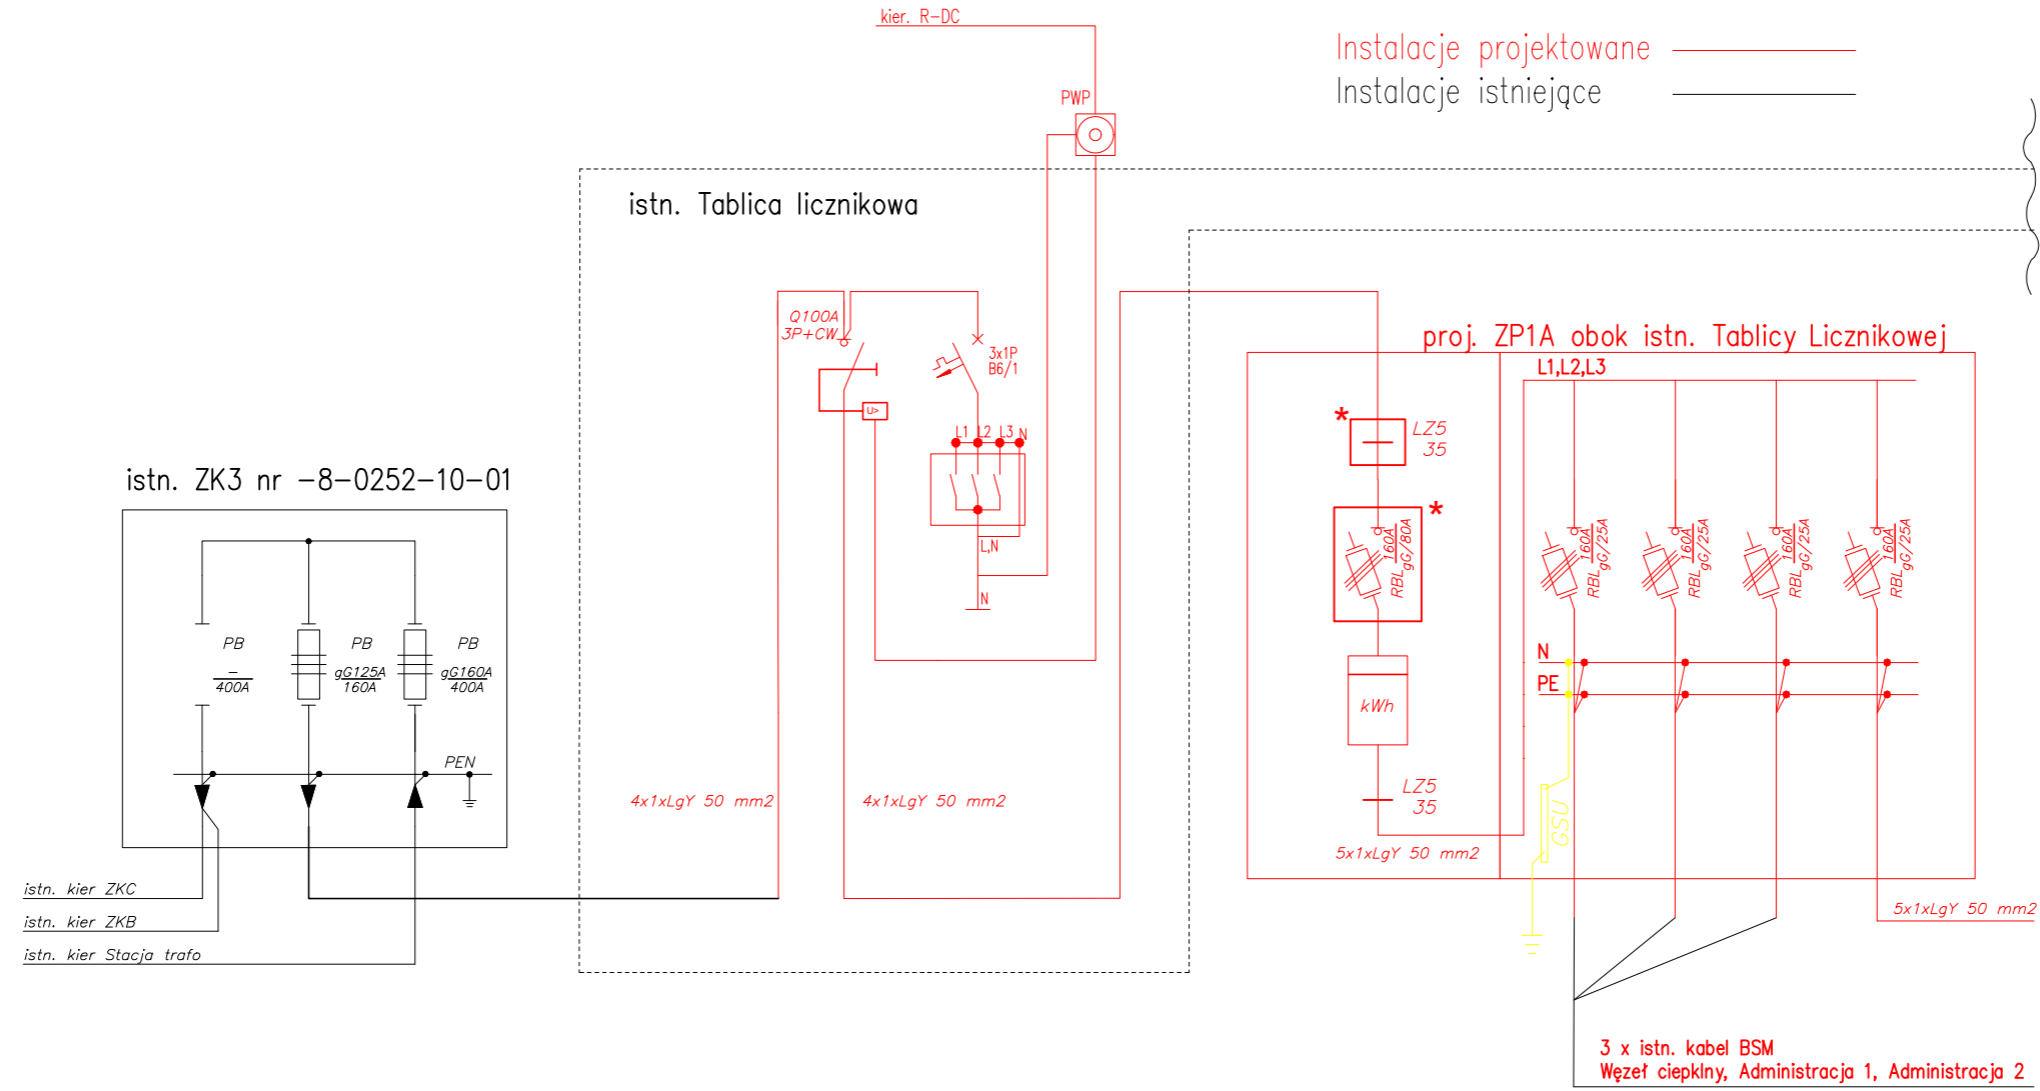 kier. R-DC
Instalacje projektowane
Instalacje istniejące
PWP
istn. Tablica licznikowa
Q100A
3P+CW
3x1P
B6/1
U>
L1 L2 L3 N
L,N
N
proj. ZP1A obok istn. Tablicy Licznikowej
L1,L2,L3
*
LZ5
35
*
RBL 160A
gG/80A
RBL 160A
gG/25A
RBL 160A
gG/25A
RBL 160A
gG/25A
RBL 160A
gG/25A
N
PE
kWh
LZ5
35
GSU
5x1xLgY 50 mm2
5x1xLgY 50 mm2
istn. ZK3 nr -8-0252-10-01
PB
-
400A
PB
gG125A
160A
PB
gG160A
400A
PEN
4x1xLgY 50 mm2
4x1xLgY 50 mm2
istn. kier ZKC
istn. kier ZKB
istn. kier Stacja trafo
3 x istn. kabel BSM
Węzeł ciepklny, Administracja 1, Administracja 2